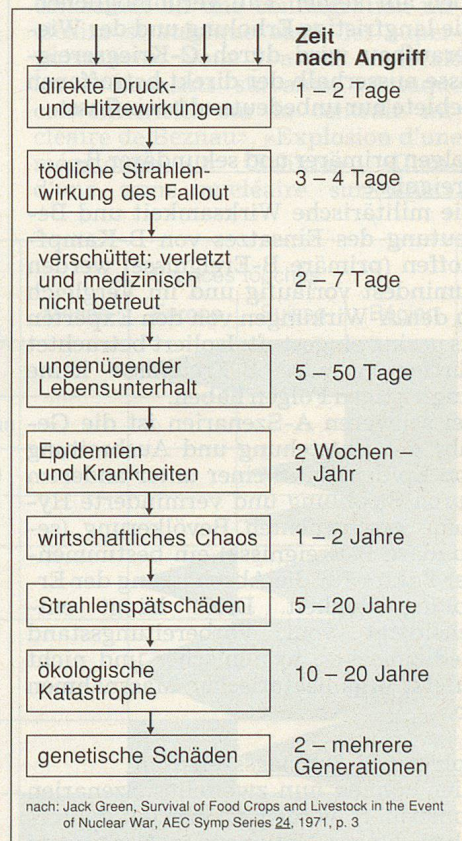 Zeit
nach Angriff
direkte Druck-
und Hitzewirkungen
1 – 2 Tage
tödliche Strahlen-
wirkung des Fallout
3 – 4 Tage
verschüttet; verletzt
und medizinisch
nicht betreut
2 – 7 Tage
ungenügender
Lebensunterhalt
5 – 50 Tage
Epidemien
und Krankheiten
2 Wochen –
1 Jahr
wirtschaftliches Chaos
1 – 2 Jahre
Strahlenspätschäden
5 – 20 Jahre
ökologische
Katastrophe
10 – 20 Jahre
genetische Schäden
2 – mehrere
Generationen
nach: Jack Green, Survival of Food Crops and Livestock in the Event
of Nuclear War, AEC Symp Series 24, 1971, p. 3